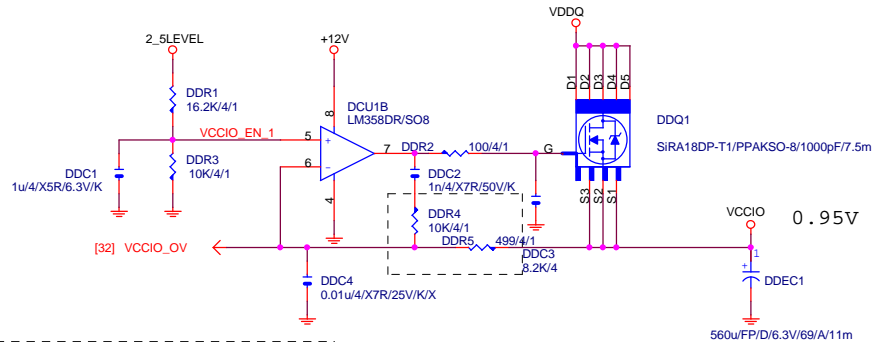 VDDQ
2_5LEVEL
+12V
D1
D2
D3
D4
D5
DDR1
16.2K/4/1
DCU1B
LM358DR/SO8
8
DDQ1
VCCIO_EN_1
5
+
DDR2
100/4/1
G
SiRA18DP-T1/PPAKSO-8/1000pF/7.5m
7
6
-
DDC1
1u/4/X5R/6.3V/K
DDR3
10K/4/1
DDC2
1n/4/X7R/50V/K
4
S3
S2
S1
DDR4
10K/4/1
VCCIO
0.95V
[32] VCCIO_OV
DDR5
499/4/1
DDC3
8.2K/4
1
+
DDEC1
DDC4
0.01u/4/X7R/25V/K/X
560u/FP/D/6.3V/69/A/11m